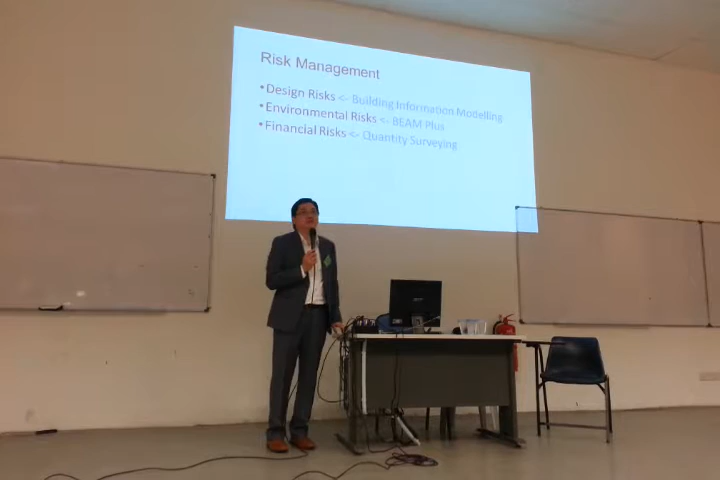 Risk Management
•Design Risks <- Building Information Modelling
•Environmental Risks <- BEAM Plus
•Financial Risks <- Quantity Surveying